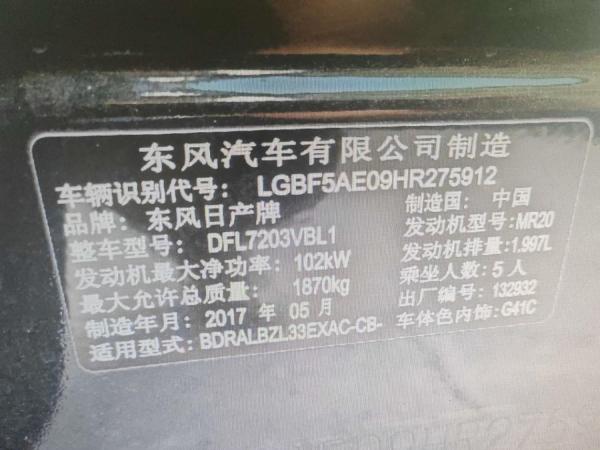 东风汽车有限公司制造
车辆识别代号: LGBF5AE09HR275912
品牌: 东风日产牌 制造国: 中国
整车型号: DFL7203VBL1 发动机型号: MR20
发动机最大净功率: 102kW 发动机排量: 1.997L
最大允许总质量: 1870kg 乘坐人数: 5 人
制造年月: 2017 年 05 月 出厂编号: 132932
适用型式: BDRALBZL33EXAC-CB- 车体色内饰: G41C